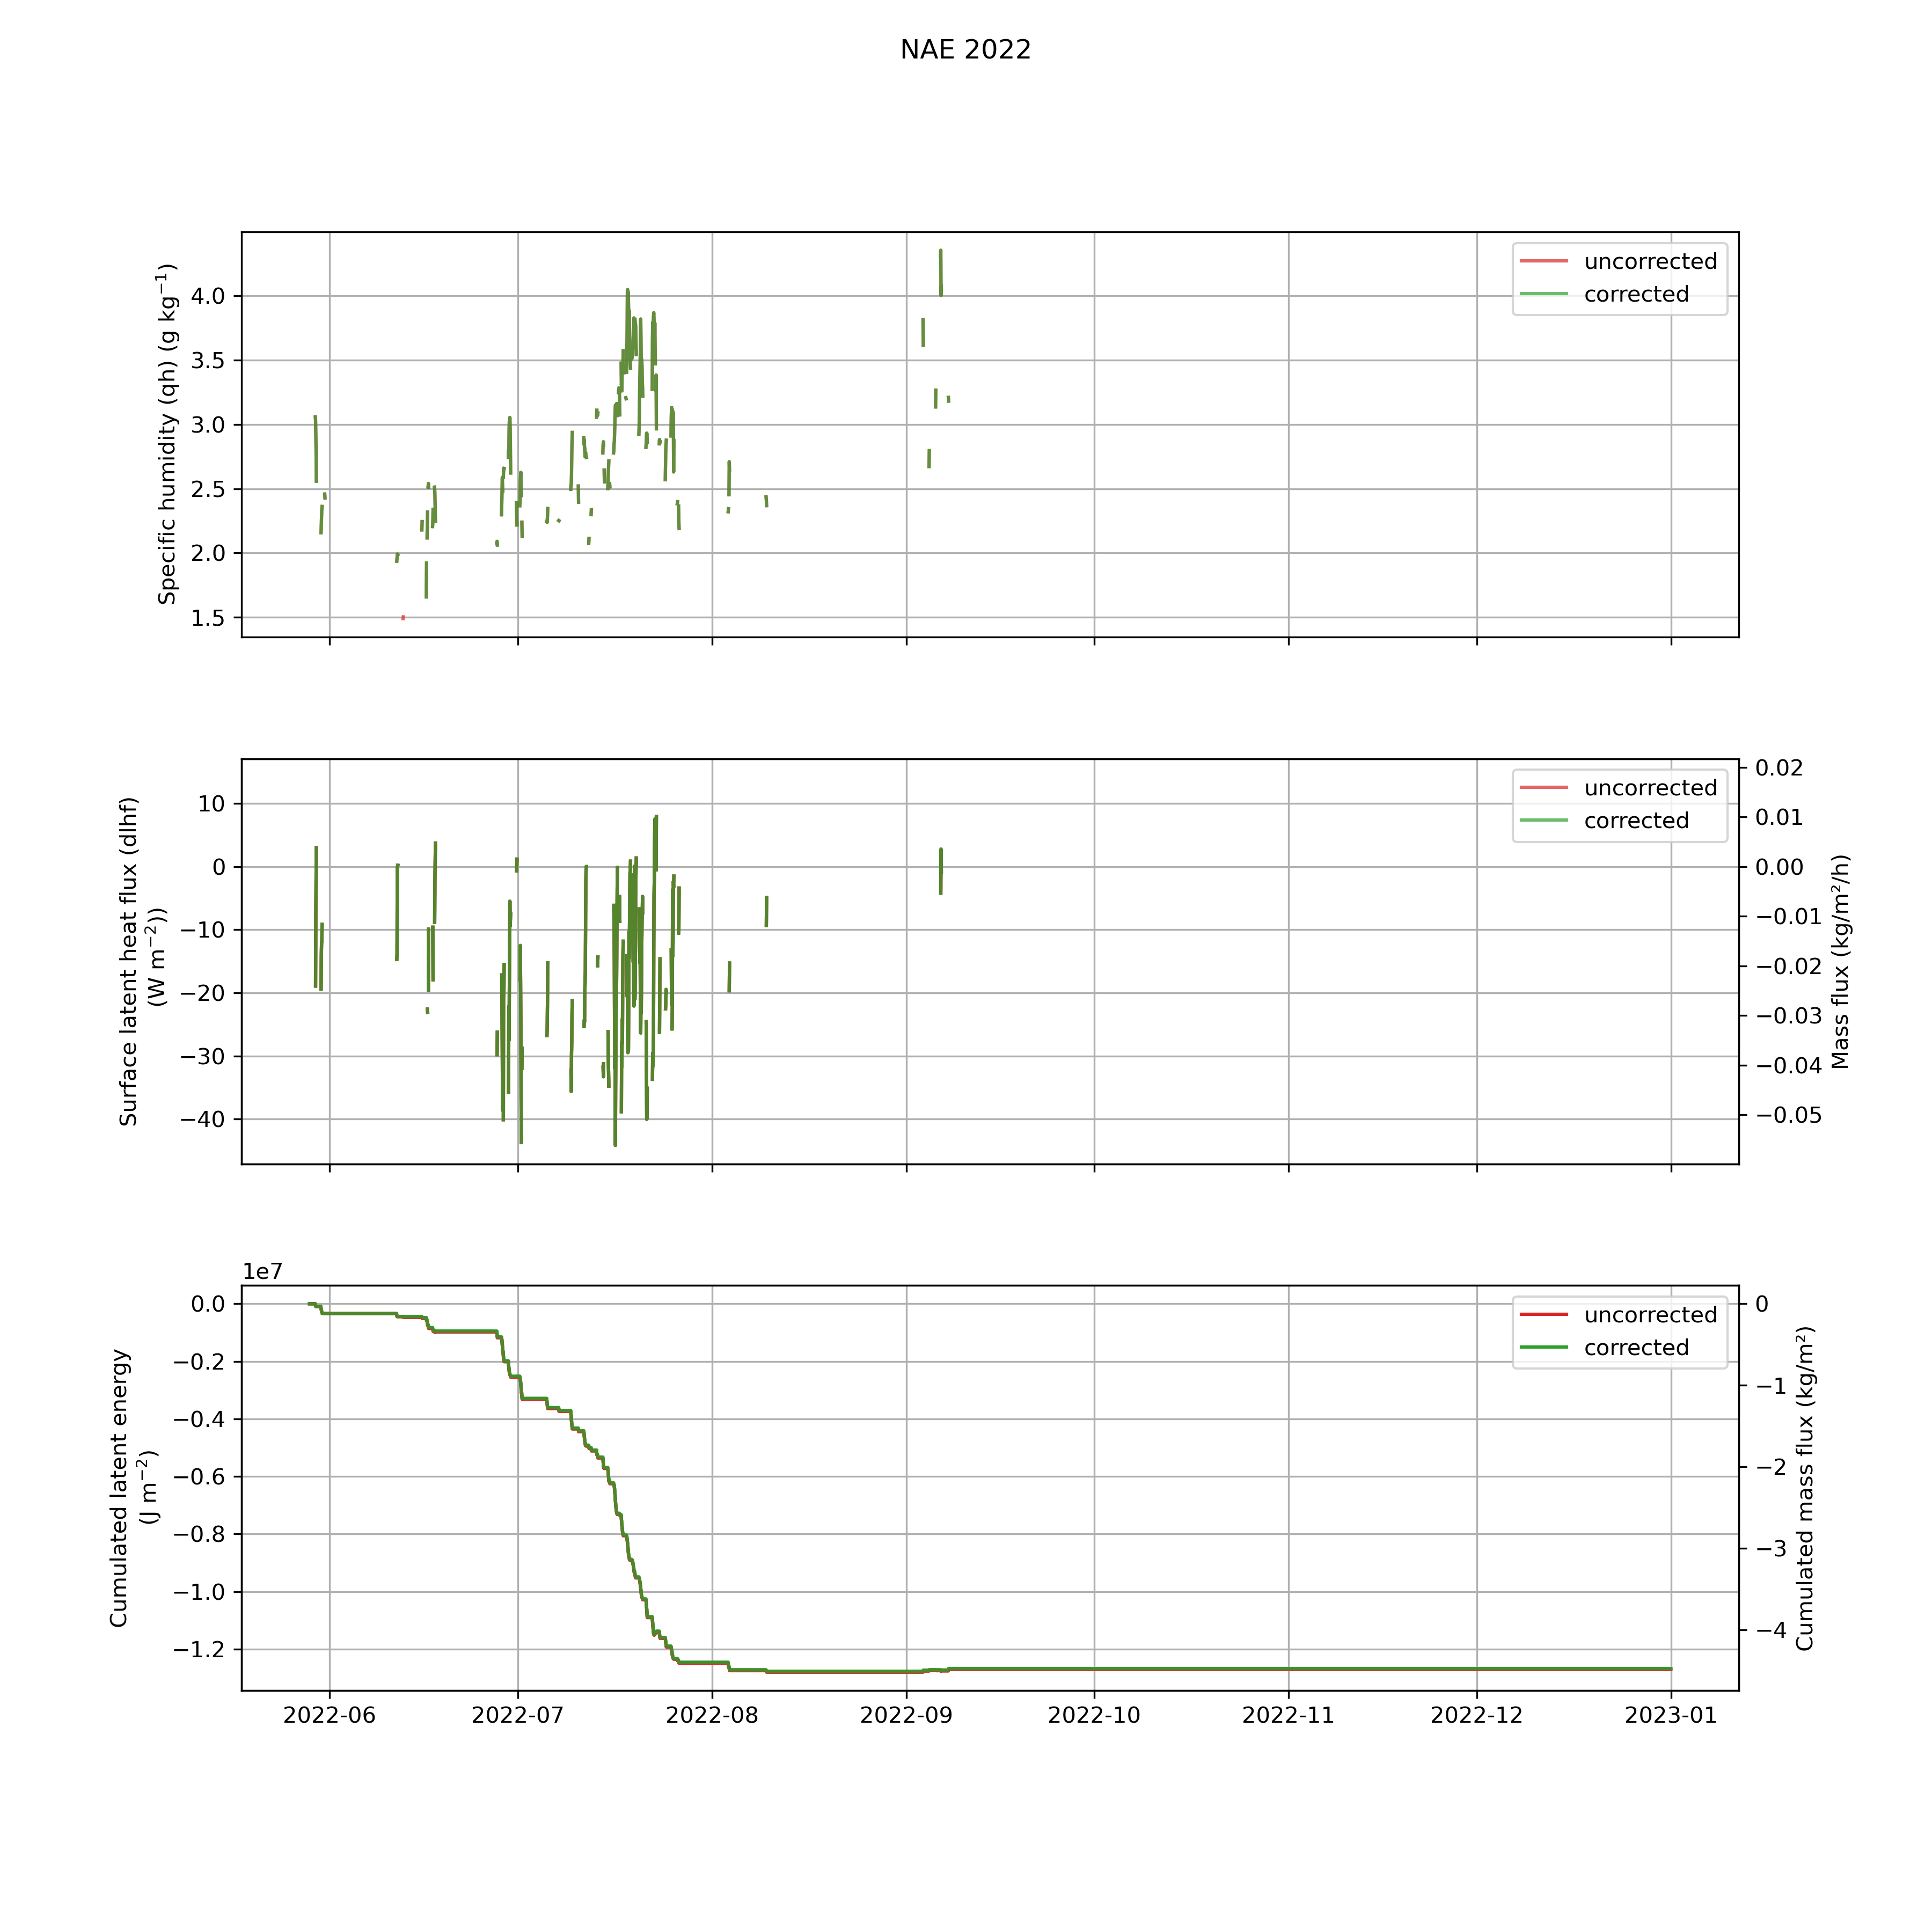 NAE 2022
Specific humidity (qh) (g kg⁻¹)
4.0
3.5
3.0
2.5
2.0
1.5
uncorrected
corrected
Surface latent heat flux (dlhf)
(W m⁻²))
10
0
−10
−20
−30
−40
uncorrected
corrected
0.02
0.01
0.00
−0.01
−0.02
−0.03
−0.04
−0.05
Mass flux (kg/m²/h)
1e7
Cumulated latent energy
(J m⁻²)
0.0
−0.2
−0.4
−0.6
−0.8
−1.0
−1.2
uncorrected
corrected
0
−1
−2
−3
−4
Cumulated mass flux (kg/m²)
2022-06 2022-07 2022-08 2022-09 2022-10 2022-11 2022-12 2023-01